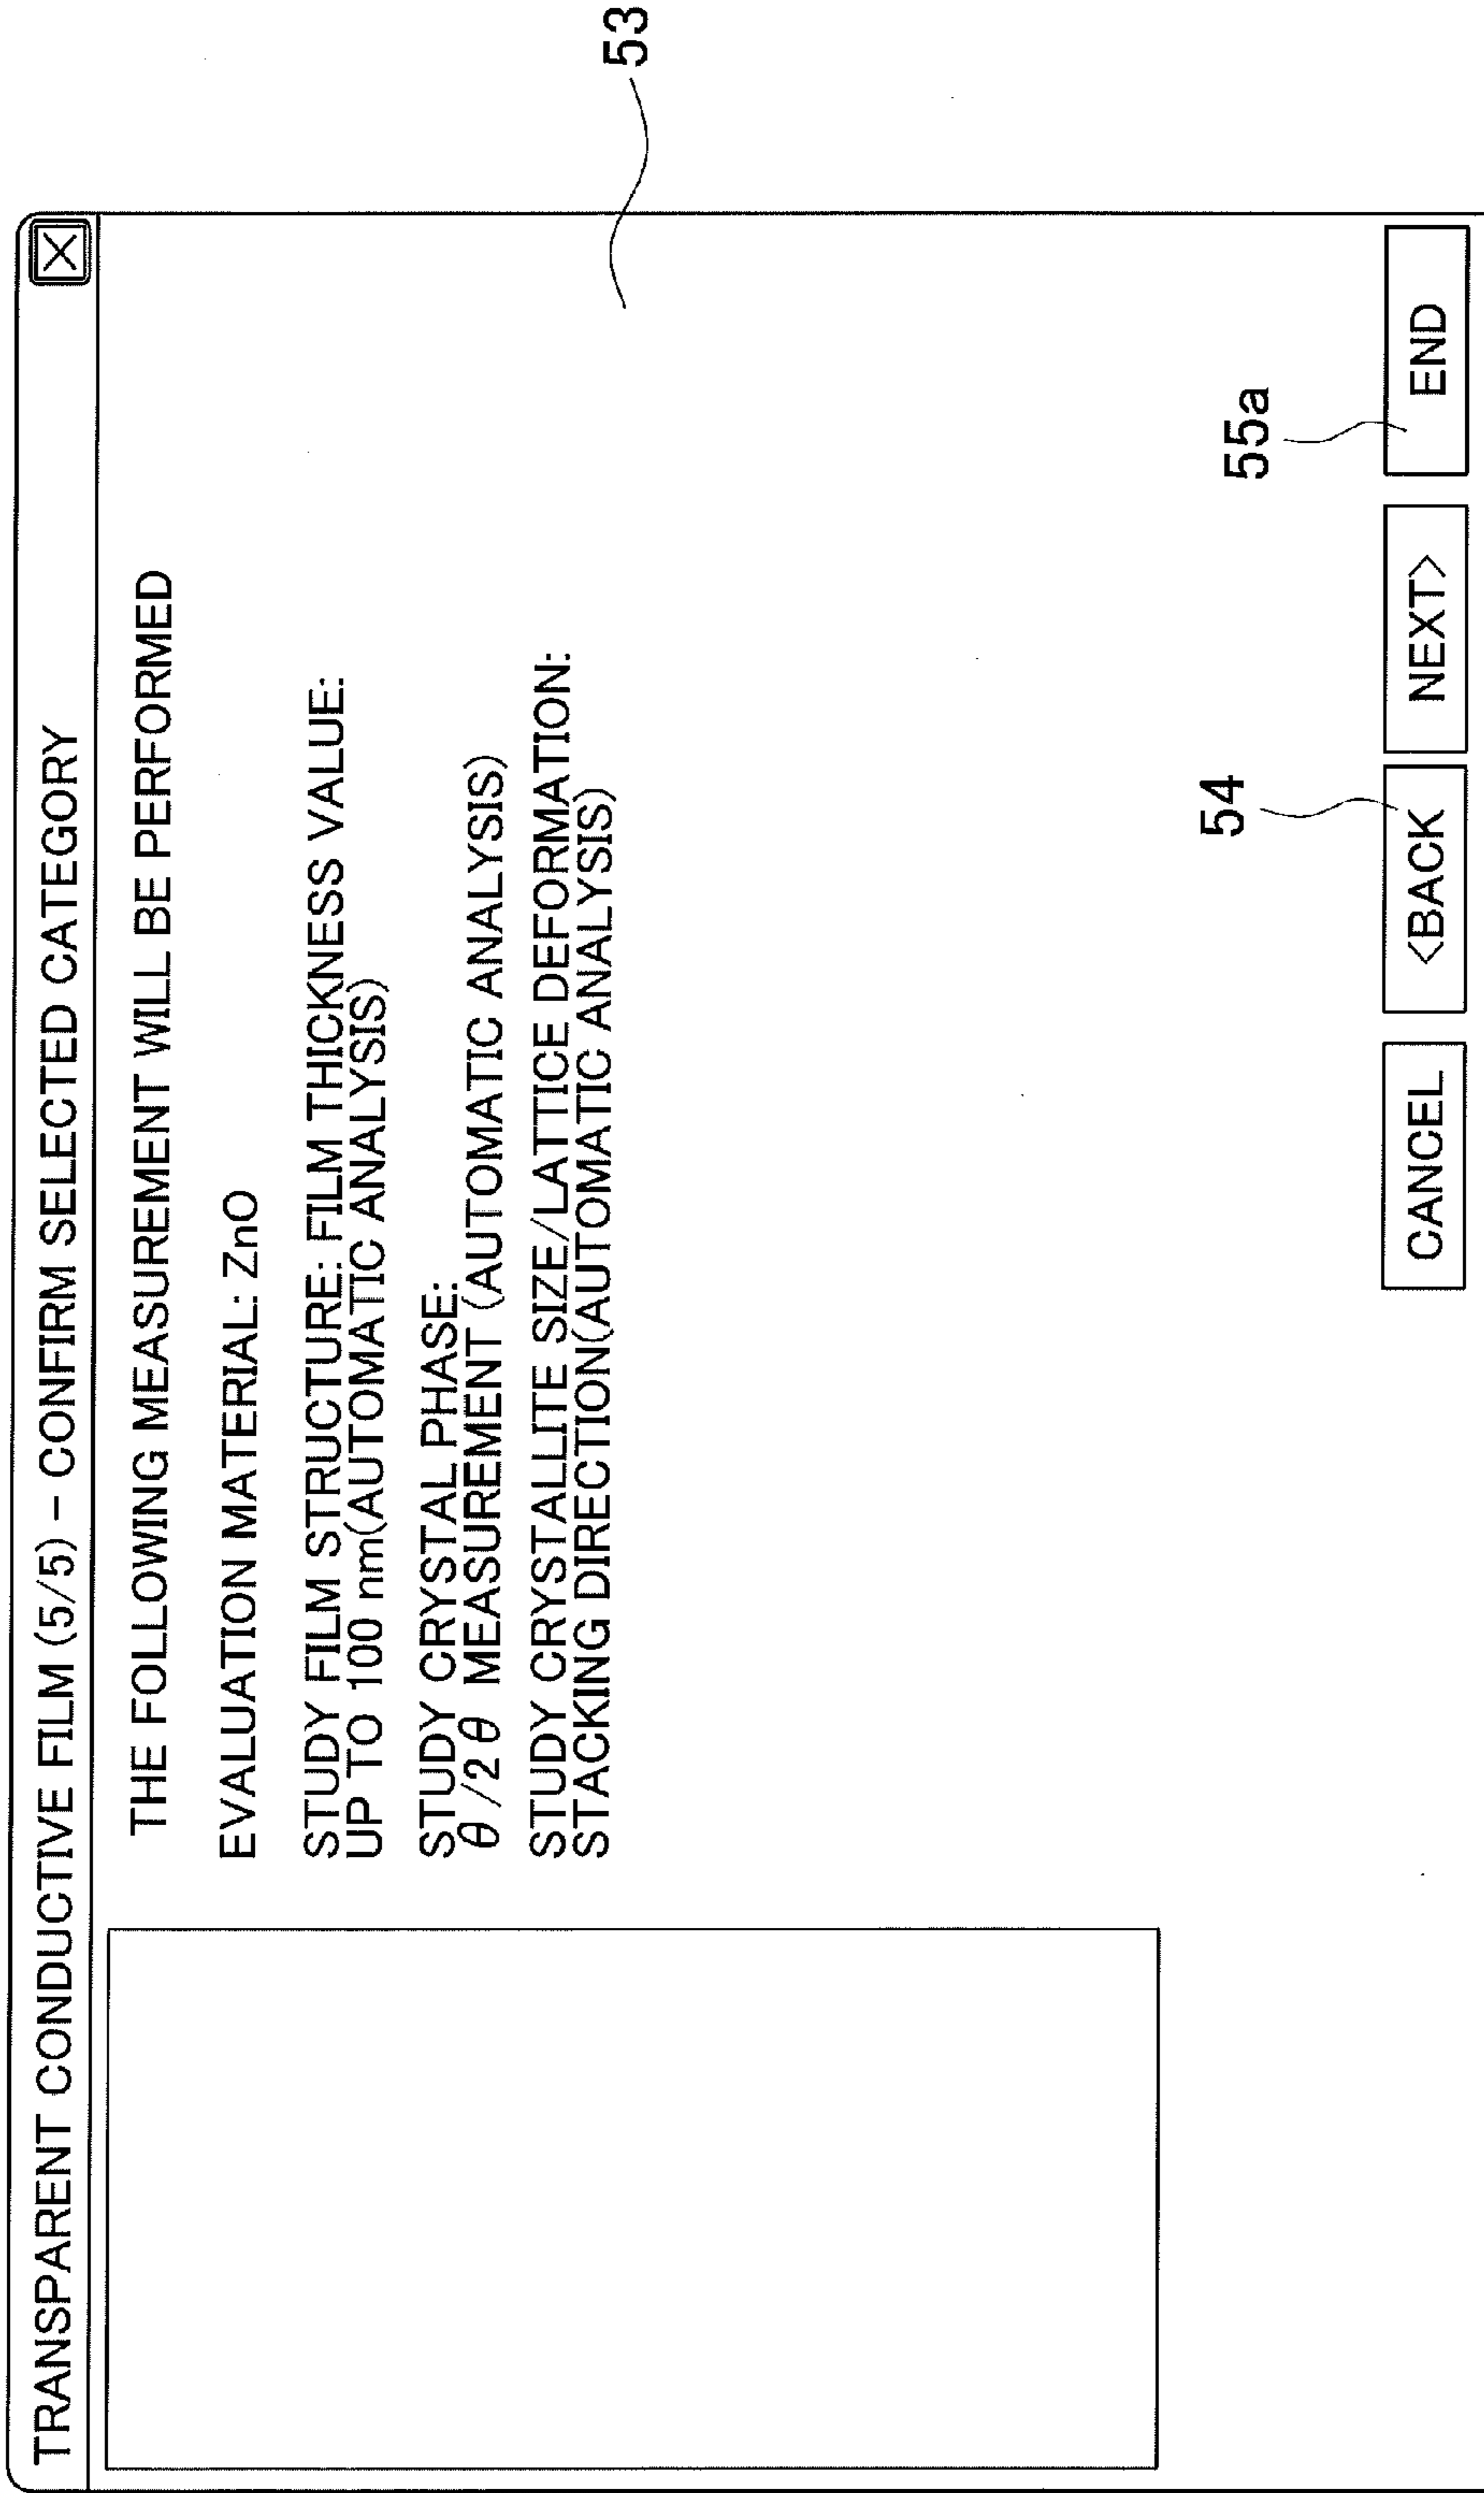 TRANSPARENT CONDUCTIVE FILM (5/5) – CONFIRM SELECTED CATEGORY
X
THE FOLLOWING MEASUREMENT WILL BE PERFORMED
EVALUATION MATERIAL: ZnO
STUDY FILM STRUCTURE: FILM THICKNESS VALUE:
UP TO 100 nm(AUTOMATIC ANALYSIS)
STUDY CRYSTAL PHASE:
θ/2θ MEASUREMENT (AUTOMATIC ANALYSIS)
STUDY CRYSTALLITE SIZE/LATTICE DEFORMATION:
STACKING DIRECTION(AUTOMATIC ANALYSIS)
53
54
55a
CANCEL
<BACK
NEXT>
END